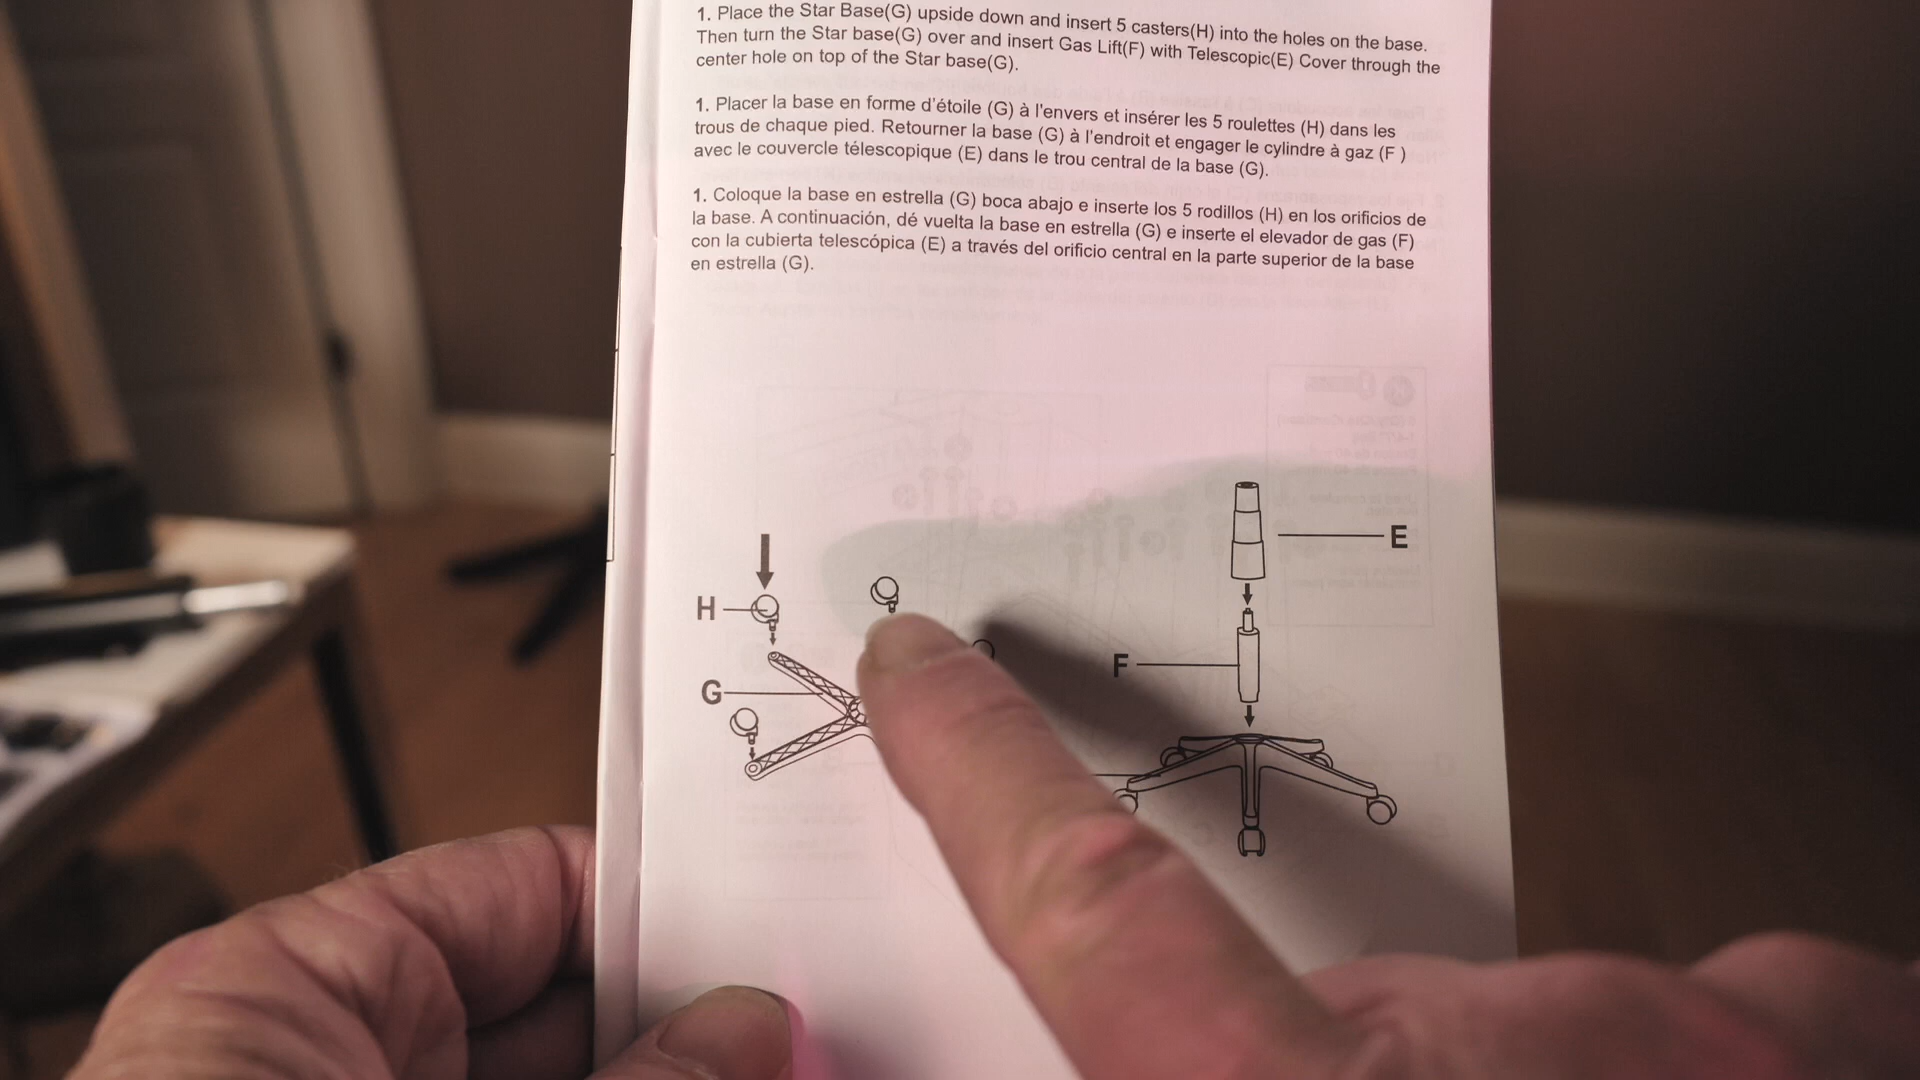 1. Place the Star Base(G) upside down and insert 5 casters(H) into the holes on the base.
Then turn the Star base(G) over and insert Gas Lift(F) with Telescopic(E) Cover through the
center hole on top of the Star base(G).
1. Placer la base en forme d'étoile (G) à l'envers et insérer les 5 roulettes (H) dans les
trous de chaque pied. Retourner la base (G) à l'endroit et engager le cylindre à gaz (F )
avec le couvercle télescopique (E) dans le trou central de la base (G).
1. Coloque la base en estrella (G) boca abajo e inserte los 5 rodillos (H) en los orificios de
la base. A continuación, dé vuelta la base en estrella (G) e inserte el elevador de gas (F)
con la cubierta telescópica (E) a través del orificio central en la parte superior de la base
en estrella (G).
E
H
F
G